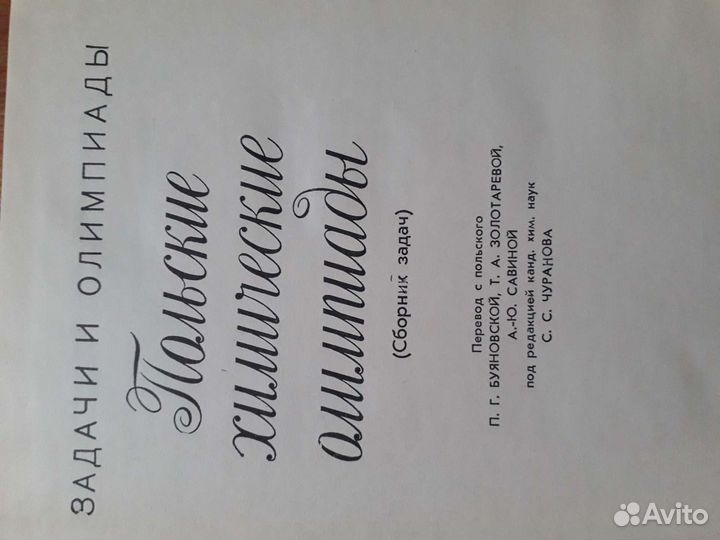 ЗАДАЧИ И ОЛИМПИАДЫ
Польские
химические
олимпиады
(Сборник задач)
Перевод с польского
П. Г. БУЯНОВСКОЙ, Т. А. ЗОЛОТАРЕВОЙ,
А.-Ю. САВИНОЙ
под редакцией канд. хим. наук
С. С. ЧУРАНОВА
Avito